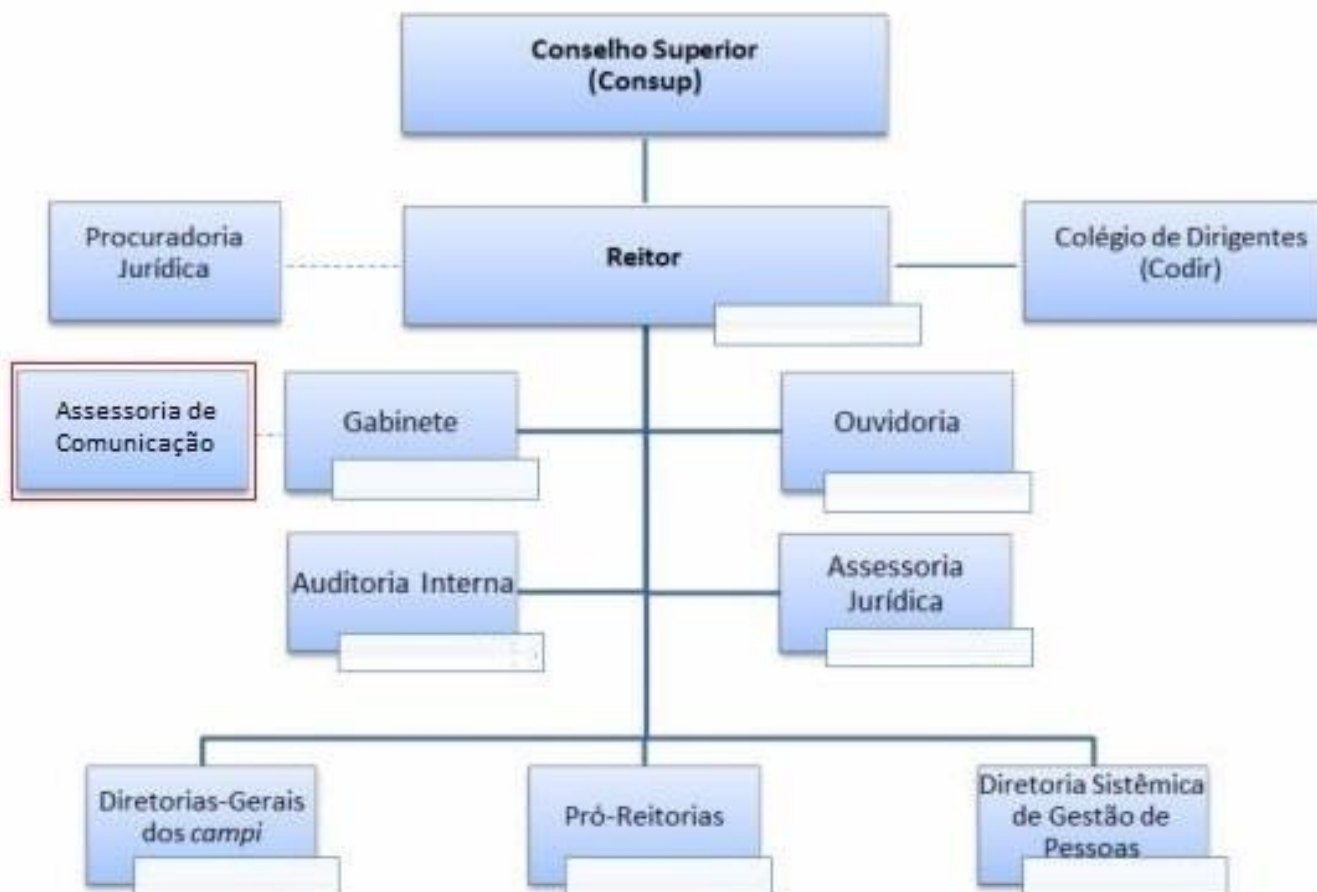 Conselho Superior
(Consup)
Procuradoria
Jurídica
Reitor
Colégio de Dirigentes
(Codir)
Assessoria de
Comunicação
Gabinete
Ouvidoria
Auditoria Interna
Assessoria
Jurídica
Diretorias-Gerais
dos campi
Pró-Reitorias
Diretoria Sistêmica
de Gestão de
Pessoas